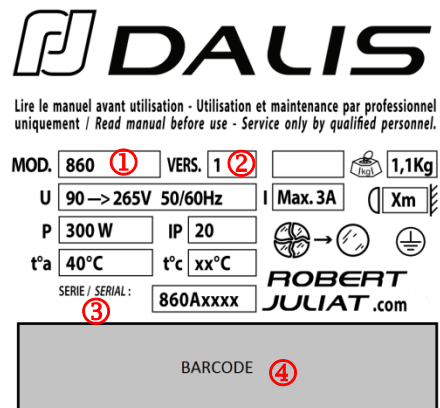 DALIS
Lire le manuel avant utilisation - Utilisation et maintenance par professionnel
uniquement / Read manual before use - Service only by qualified personnel.
MOD. 860 ① VERS. 1 ② [kg] 1,1Kg
U 90 —> 265V 50/60Hz I Max. 3A Xm
P 300 W IP 20
t°a 40°C t°c xx°C
ROBERT
SERIE / SERIAL : 860Axxxx JULIAT .com
③
BARCODE ④